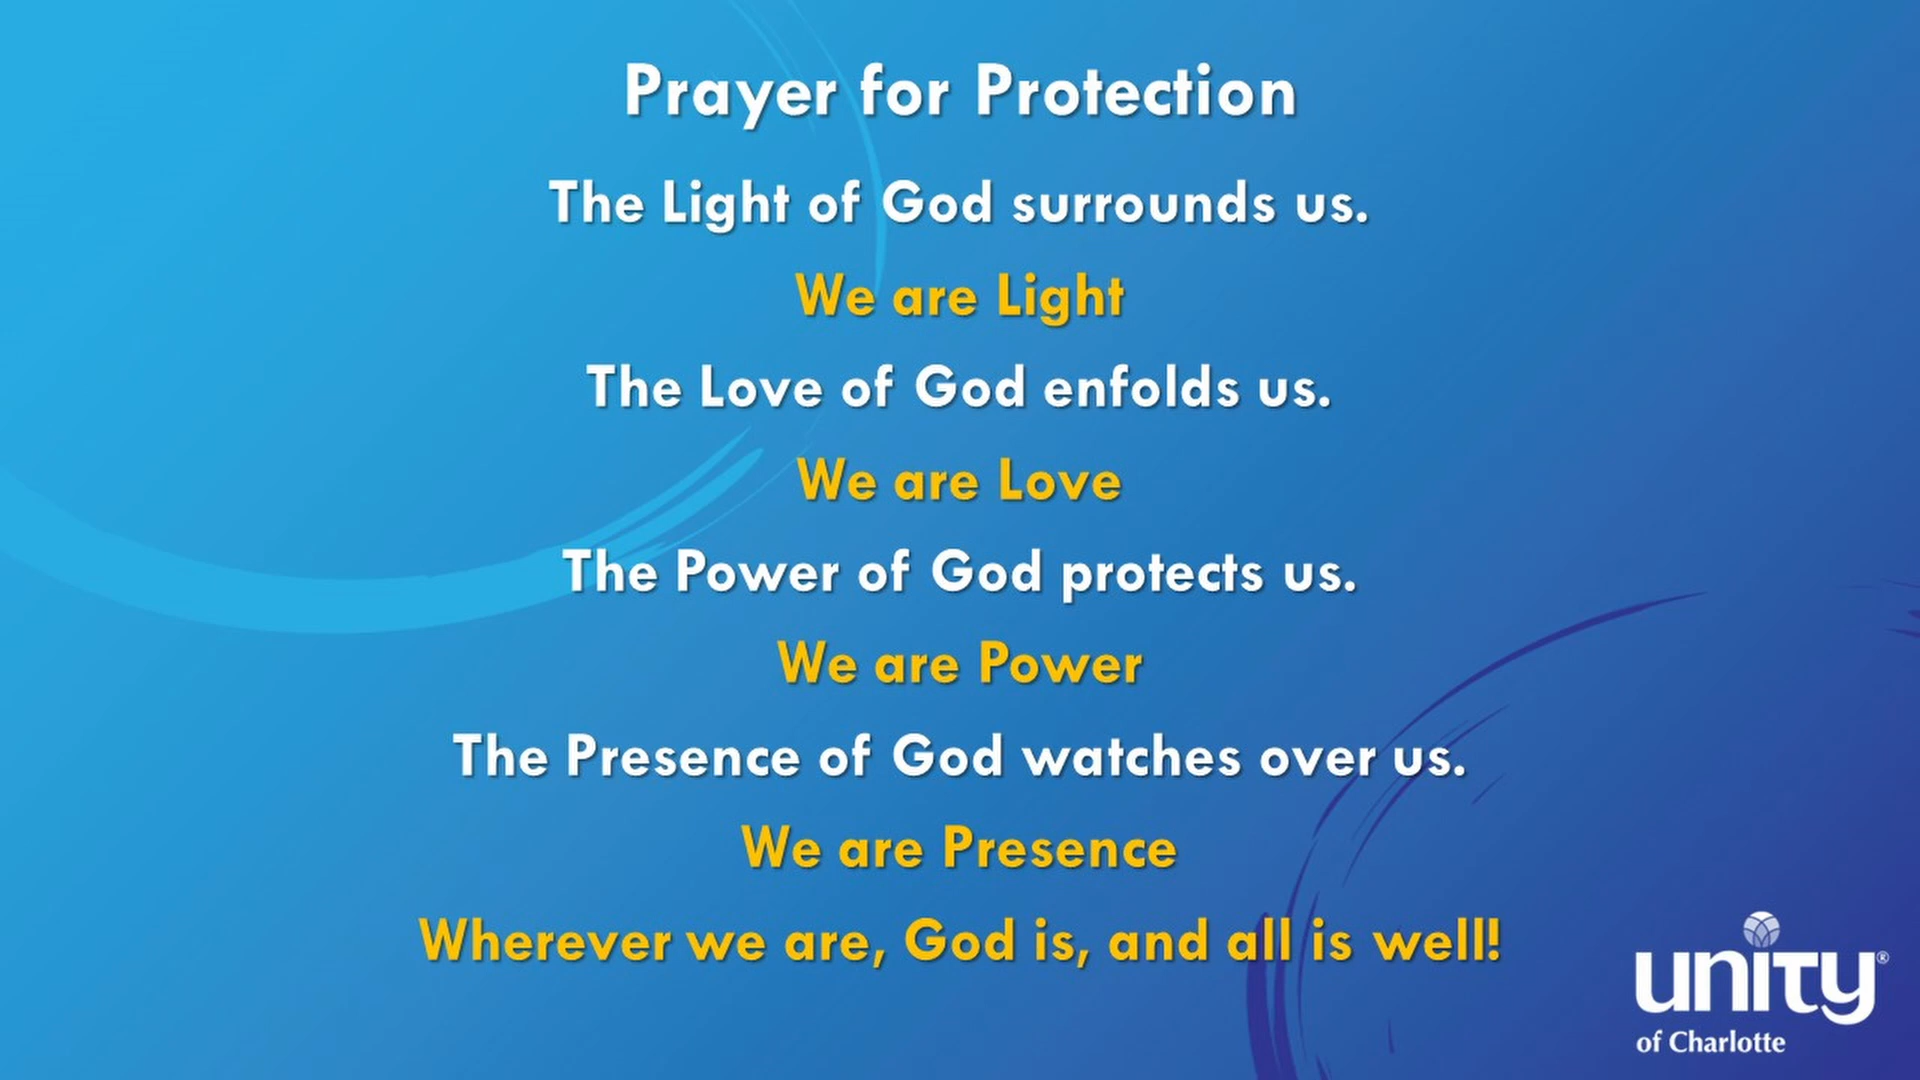 Prayer for Protection
The Light of God surrounds us.
We are Light
The Love of God enfolds us.
We are Love
The Power of God protects us.
We are Power
The Presence of God watches over us.
We are Presence
Wherever we are, God is, and all is well!
unity®
of Charlotte